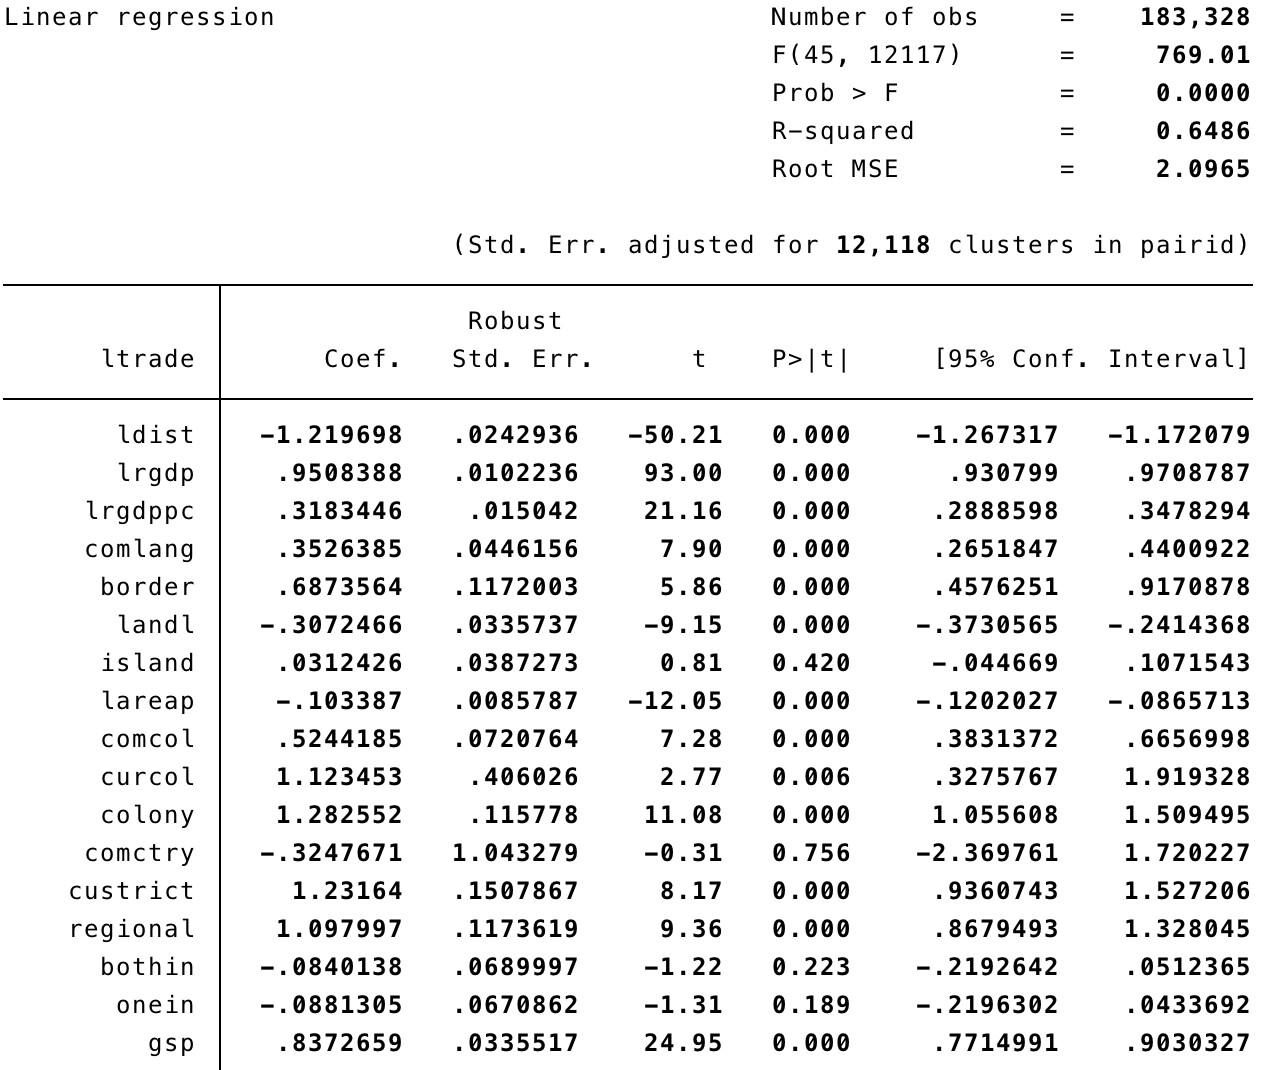 Linear regression Number of obs = 183,328
F(45, 12117) = 769.01
Prob > F = 0.0000
R-squared = 0.6486
Root MSE = 2.0965
(Std. Err. adjusted for 12,118 clusters in pairid)
Robust
ltrade Coef. Std. Err. t P>|t| [95% Conf. Interval]
ldist -1.219698 .0242936 -50.21 0.000 -1.267317 -1.172079
lrgdp .9508388 .0102236 93.00 0.000 .930799 .9708787
lrgdppc .3183446 .015042 21.16 0.000 .2888598 .3478294
comlang .3526385 .0446156 7.90 0.000 .2651847 .4400922
border .6873564 .1172003 5.86 0.000 .4576251 .9170878
landl -.3072466 .0335737 -9.15 0.000 -.3730565 -.2414368
island .0312426 .0387273 0.81 0.420 -.044669 .1071543
lareap -.103387 .0085787 -12.05 0.000 -.1202027 -.0865713
comcol .5244185 .0720764 7.28 0.000 .3831372 .6656998
curcol 1.123453 .406026 2.77 0.006 .3275767 1.919328
colony 1.282552 .115778 11.08 0.000 1.055608 1.509495
comctry -.3247671 1.043279 -0.31 0.756 -2.369761 1.720227
custrict 1.23164 .1507867 8.17 0.000 .9360743 1.527206
regional 1.097997 .1173619 9.36 0.000 .8679493 1.328045
bothin -.0840138 .0689997 -1.22 0.223 -.2192642 .0512365
onein -.0881305 .0670862 -1.31 0.189 -.2196302 .0433692
gsp .8372659 .0335517 24.95 0.000 .7714991 .9030327